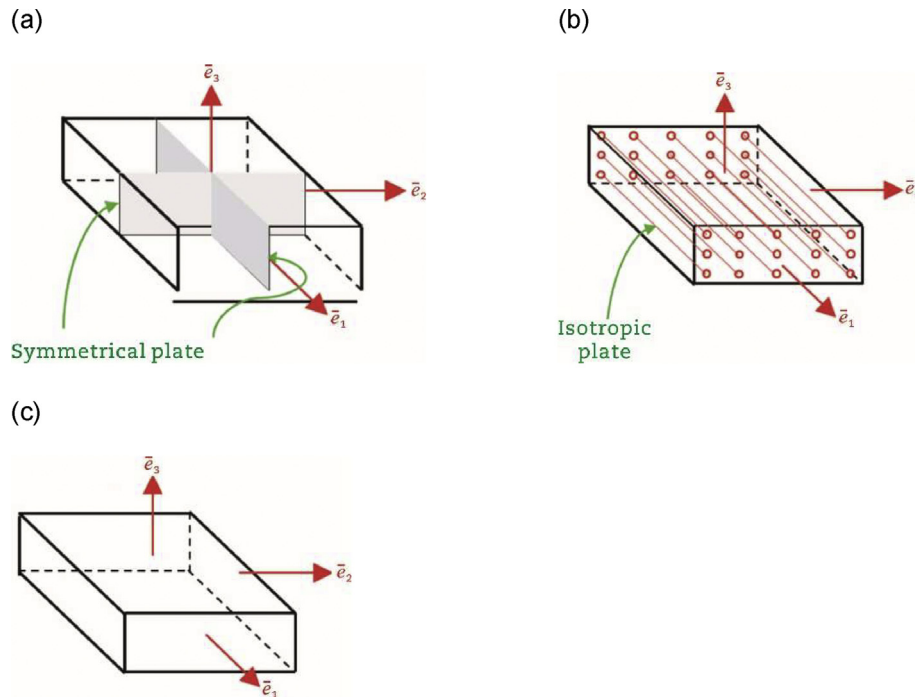 (a)
(b)
ē₃
ē₂
ē₁
Symmetrical plate
ē₃
ē
ē₁
Isotropic
plate
(c)
ē₃
ē₂
ē₁